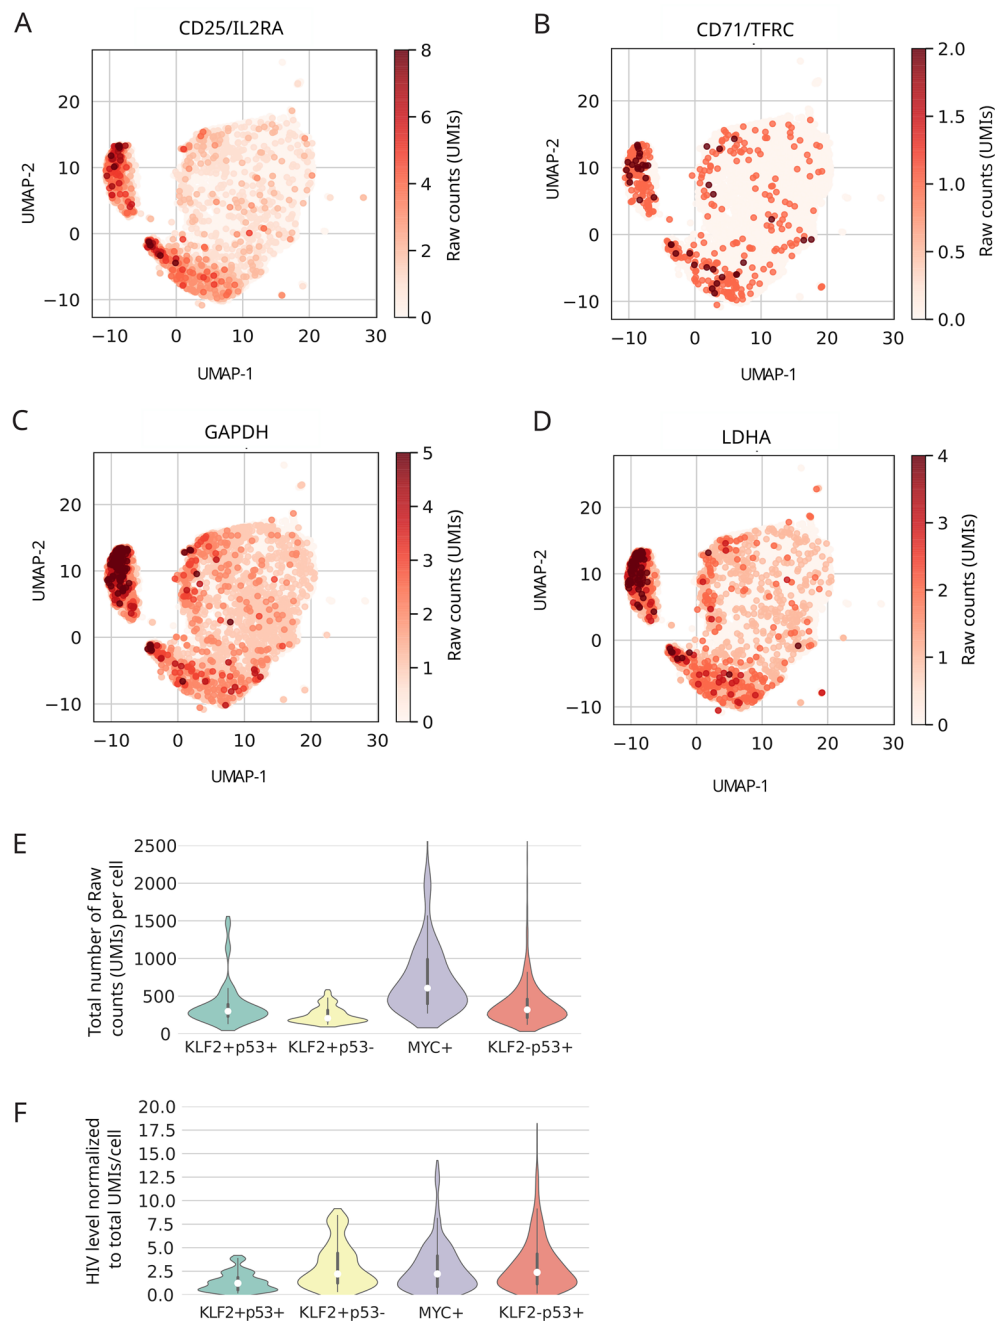 A
CD25/IL2RA
UMAP-2
20
10
0
−10
−10
0
10
20
30
UMAP-1
8
6
4
2
0
Raw counts (UMIs)
B
CD71/TFRC
UMAP-2
20
10
0
−10
−10
0
10
20
30
UMAP-1
2.0
1.5
1.0
0.5
0.0
Raw counts (UMIs)
C
GAPDH
UMAP-2
20
10
0
−10
−10
0
10
20
30
UMAP-1
5
4
3
2
1
0
Raw counts (UMIs)
D
LDHA
UMAP-2
20
10
0
−10
−10
0
10
20
30
UMAP-1
4
3
2
1
0
Raw counts (UMIs)
E
Total number of Raw
counts (UMIs) per cell
2500
2000
1500
1000
500
0
KLF2+p53+
KLF2+p53-
MYC+
KLF2-p53+
F
HIV level normalized
to total UMIs/cell
20.0
17.5
15.0
12.5
10.0
7.5
5.0
2.5
0.0
KLF2+p53+
KLF2+p53-
MYC+
KLF2-p53+